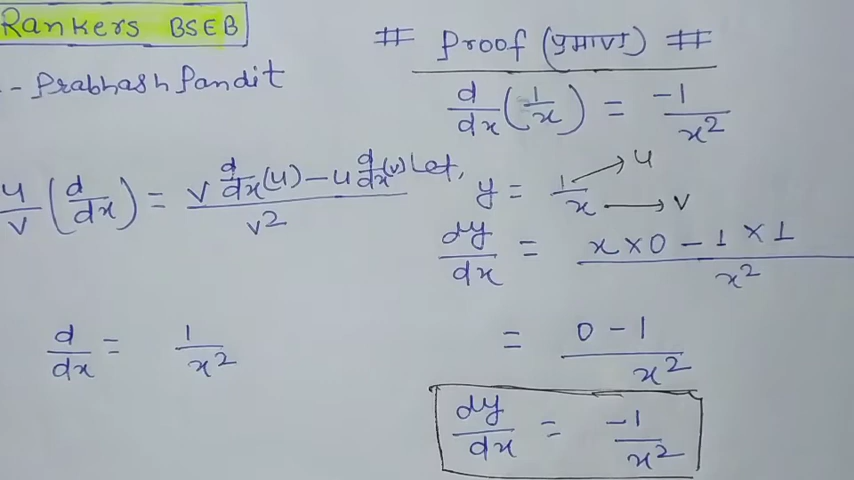 Rankers BSEB
- Prabhash Pandit
u/v (d/dx) = (v d/dx(u) - u d/dx(v))/v²
d/dx = 1/x²
# Proof (प्रमाण) #
d/dx (1/x) = -1/x²
Let,
y = 1/x → u
→ v
dy/dx = (x × 0 - 1 × 1)/x²
= (0 - 1)/x²
dy/dx = -1/x²